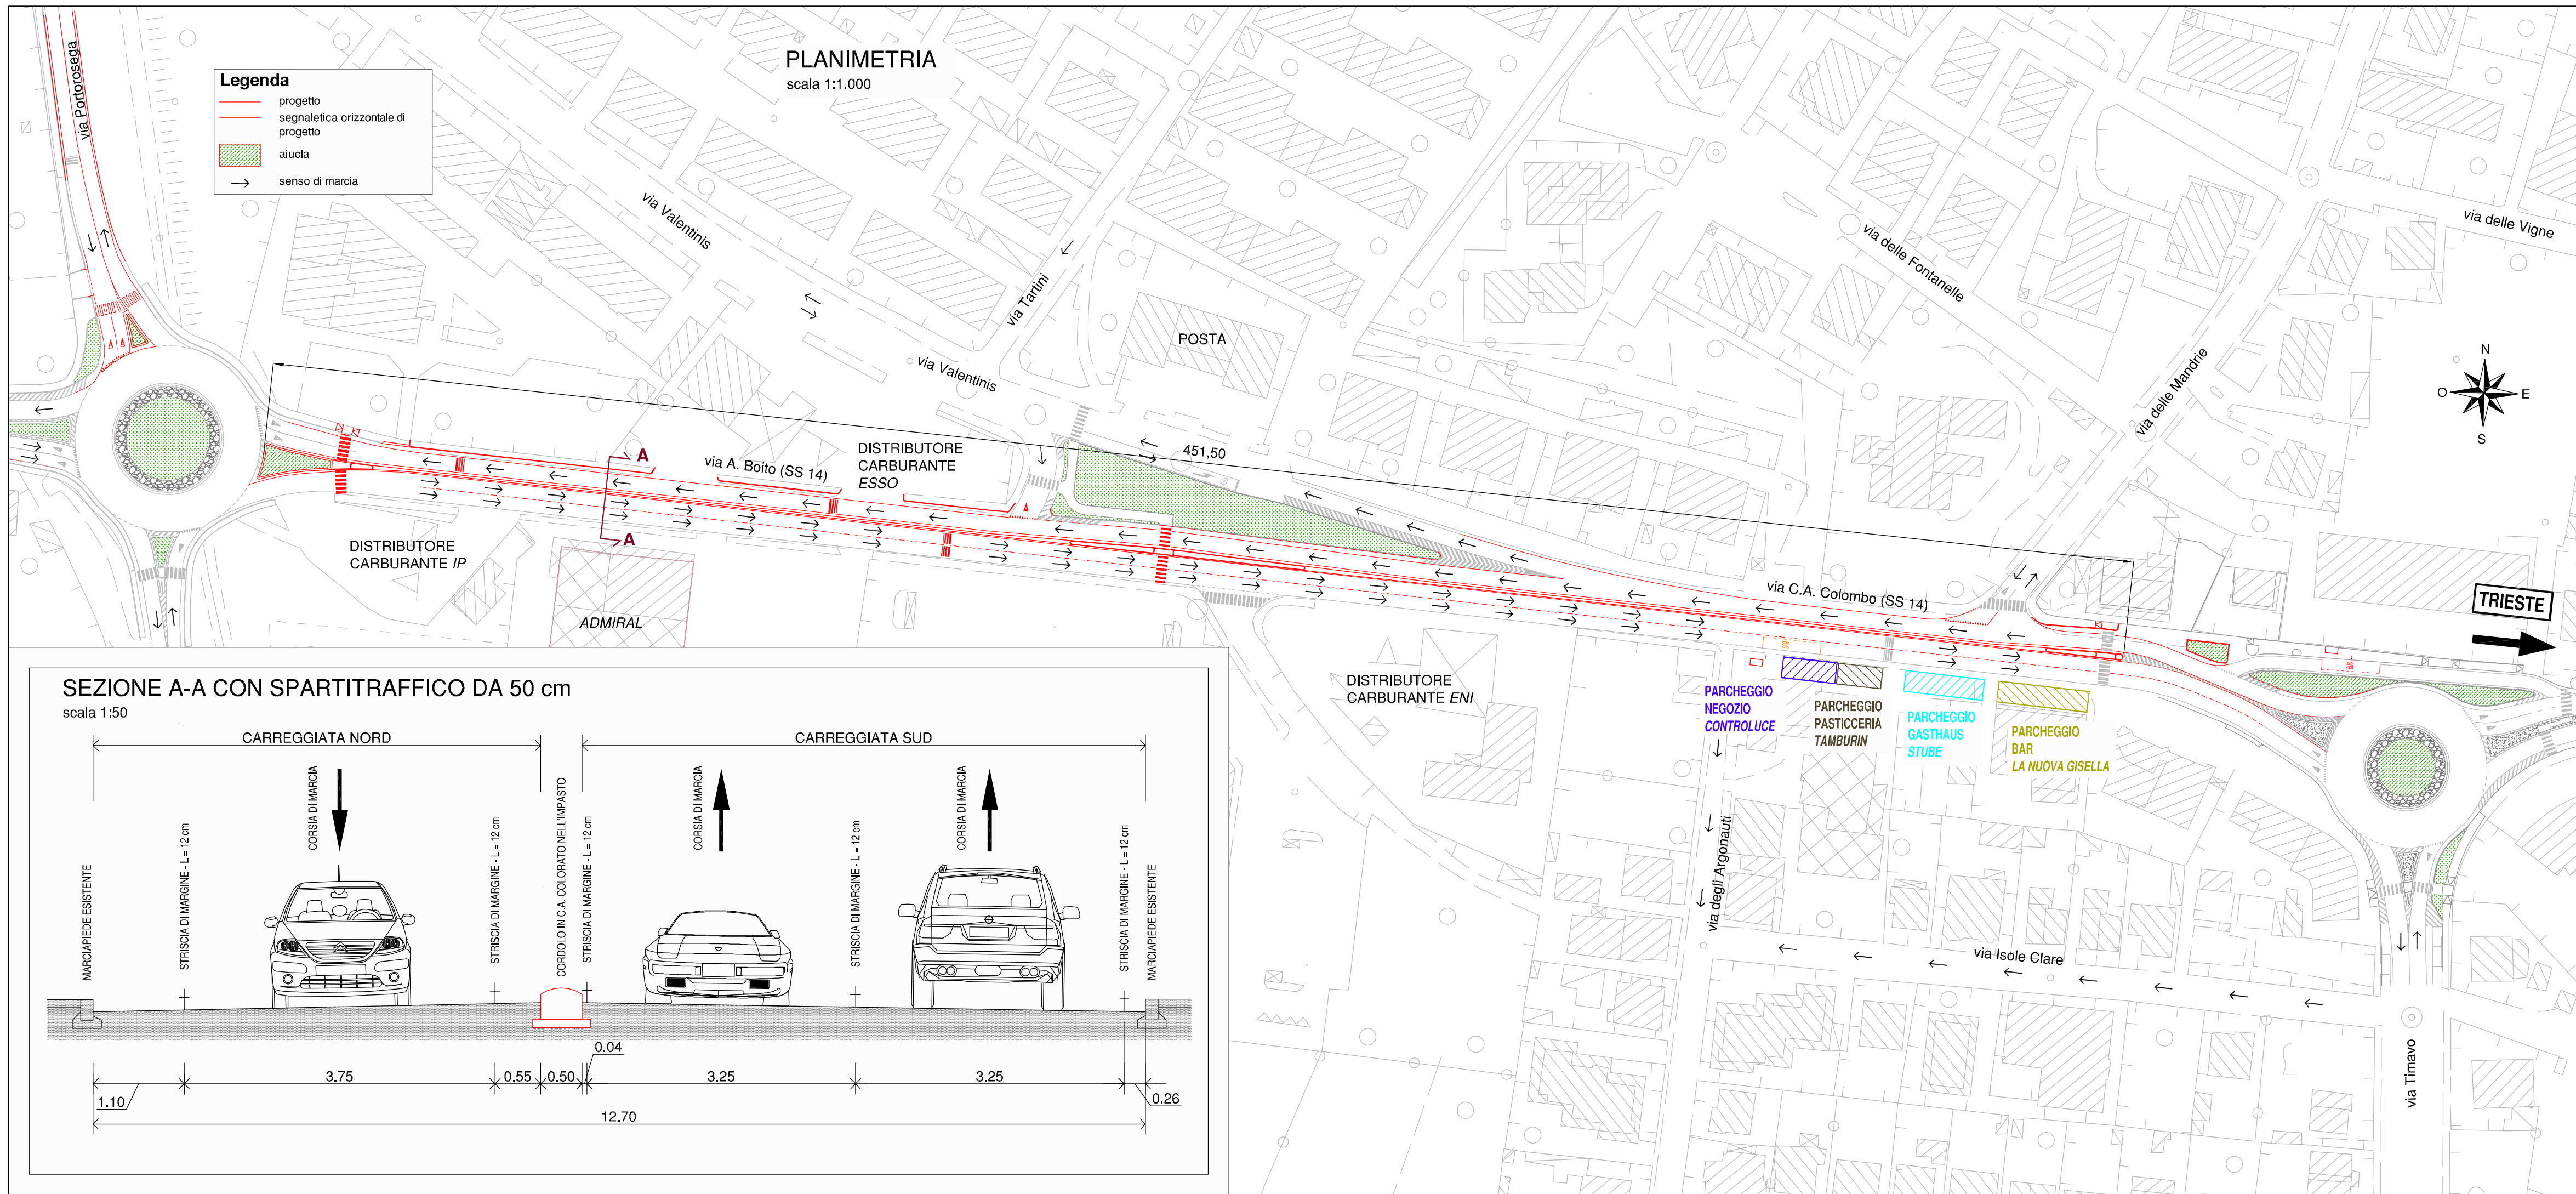 PLANIMETRIA
scala 1:1.000
via Portorosega
Legenda
progetto
segnaletica orizzontale di
progetto
aiuola
senso di marcia
via Valentinis
via Tartini
via Valentinis
POSTA
via delle Fontanelle
via delle Mandrie
via delle Vigne
N
O
E
S
451,50
DISTRIBUTORE
CARBURANTE
ESSO
via A. Boito (SS 14)
A
A
DISTRIBUTORE
CARBURANTE IP
ADMIRAL
via C.A. Colombo (SS 14)
TRIESTE
BUS
BUS
DISTRIBUTORE
CARBURANTE ENI
PARCHEGGIO
NEGOZIO
CONTROLUCE
PARCHEGGIO
PASTICCERIA
TAMBURIN
PARCHEGGIO
GASTHAUS
STUBE
PARCHEGGIO
BAR
LA NUOVA GISELLA
via degli Argonauti
via Isole Clare
via Timavo
SEZIONE A-A CON SPARTITRAFFICO DA 50 cm
scala 1:50
CARREGGIATA NORD
CARREGGIATA SUD
MARCIAPIEDE ESISTENTE
STRISCIA DI MARGINE - L = 12 cm
CORSIA DI MARCIA
STRISCIA DI MARGINE - L = 12 cm
CORDOLO IN C.A. COLORATO NELL'IMPASTO
STRISCIA DI MARGINE - L = 12 cm
CORSIA DI MARCIA
STRISCIA DI MARGINE - L = 12 cm
CORSIA DI MARCIA
STRISCIA DI MARGINE - L = 12 cm
MARCIAPIEDE ESISTENTE
0.04
3.75
0.55
0.50
3.25
3.25
1.10
0.26
12.70